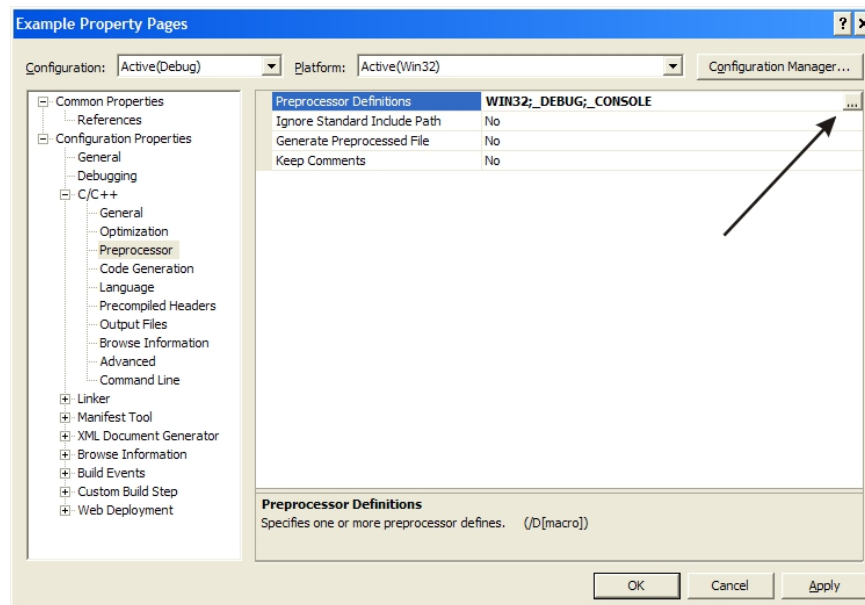 Example Property Pages
?
Configuration: Active(Debug) Platform: Active(Win32) Configuration Manager...
Common Properties
References
Configuration Properties
General
Debugging
C/C++
General
Optimization
Preprocessor
Code Generation
Language
Precompiled Headers
Output Files
Browse Information
Advanced
Command Line
Linker
Manifest Tool
XML Document Generator
Browse Information
Build Events
Custom Build Step
Web Deployment
Preprocessor Definitions WIN32;_DEBUG;_CONSOLE ...
Ignore Standard Include Path No
Generate Preprocessed File No
Keep Comments No
Preprocessor Definitions
Specifies one or more preprocessor defines. (/D[macro])
OK Cancel Apply